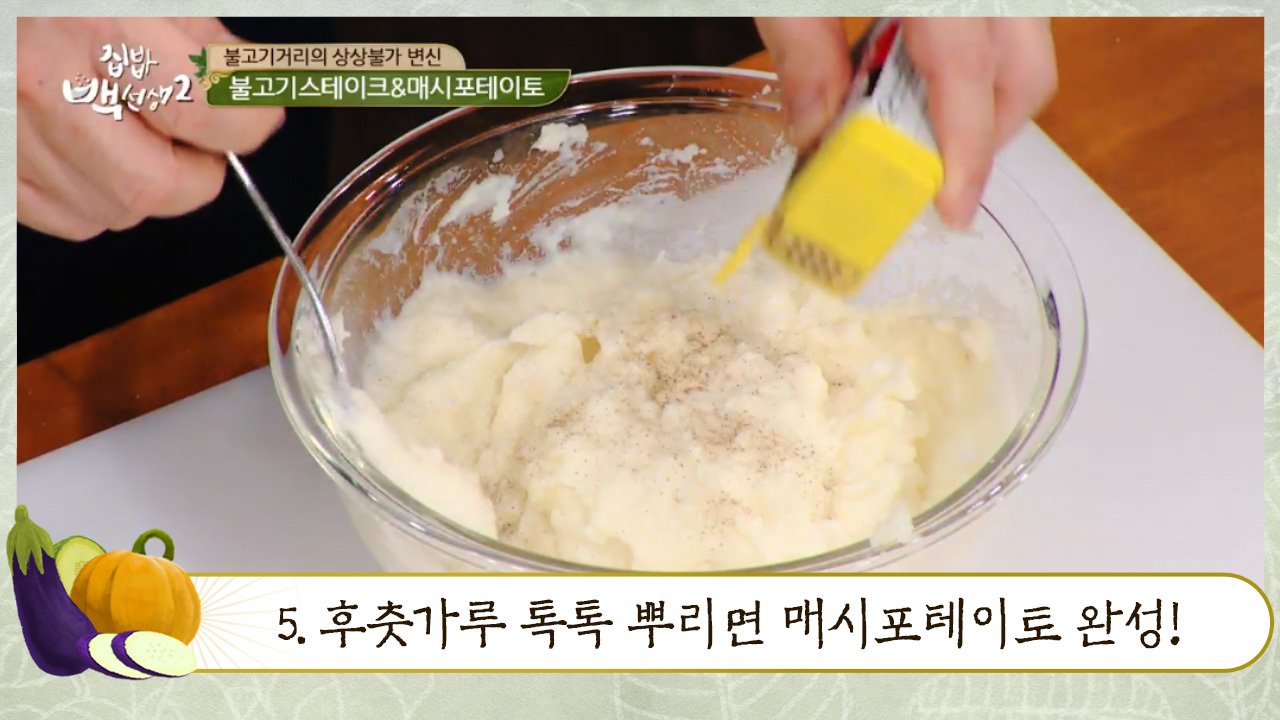 집밥
백선생2
불고기거리의 상상불가 변신
불고기스테이크&매시포테이토
5. 후춧가루 톡톡 뿌리면 매시포테이토 완성!